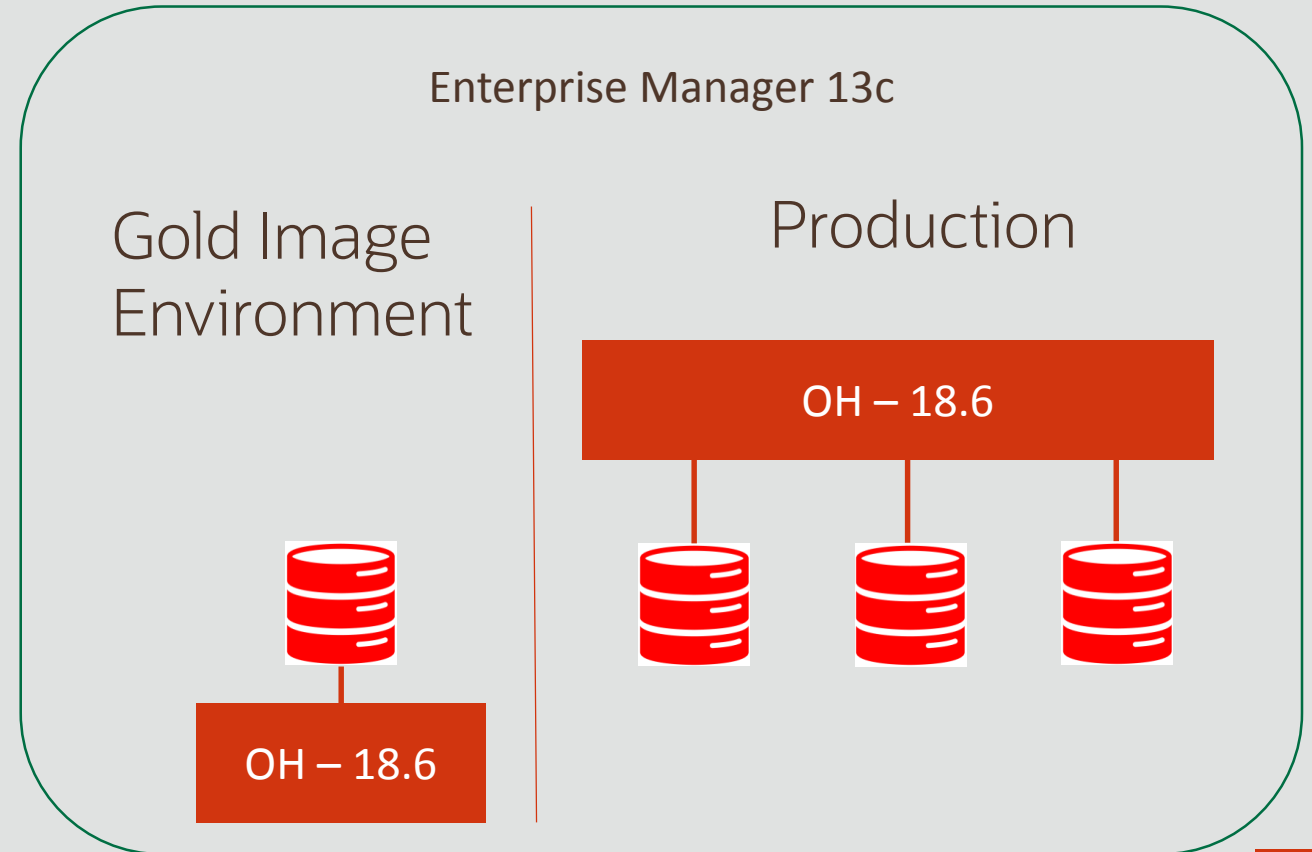 Enterprise Manager 13c
Gold Image
Environment
OH – 18.6
Production
OH – 18.6